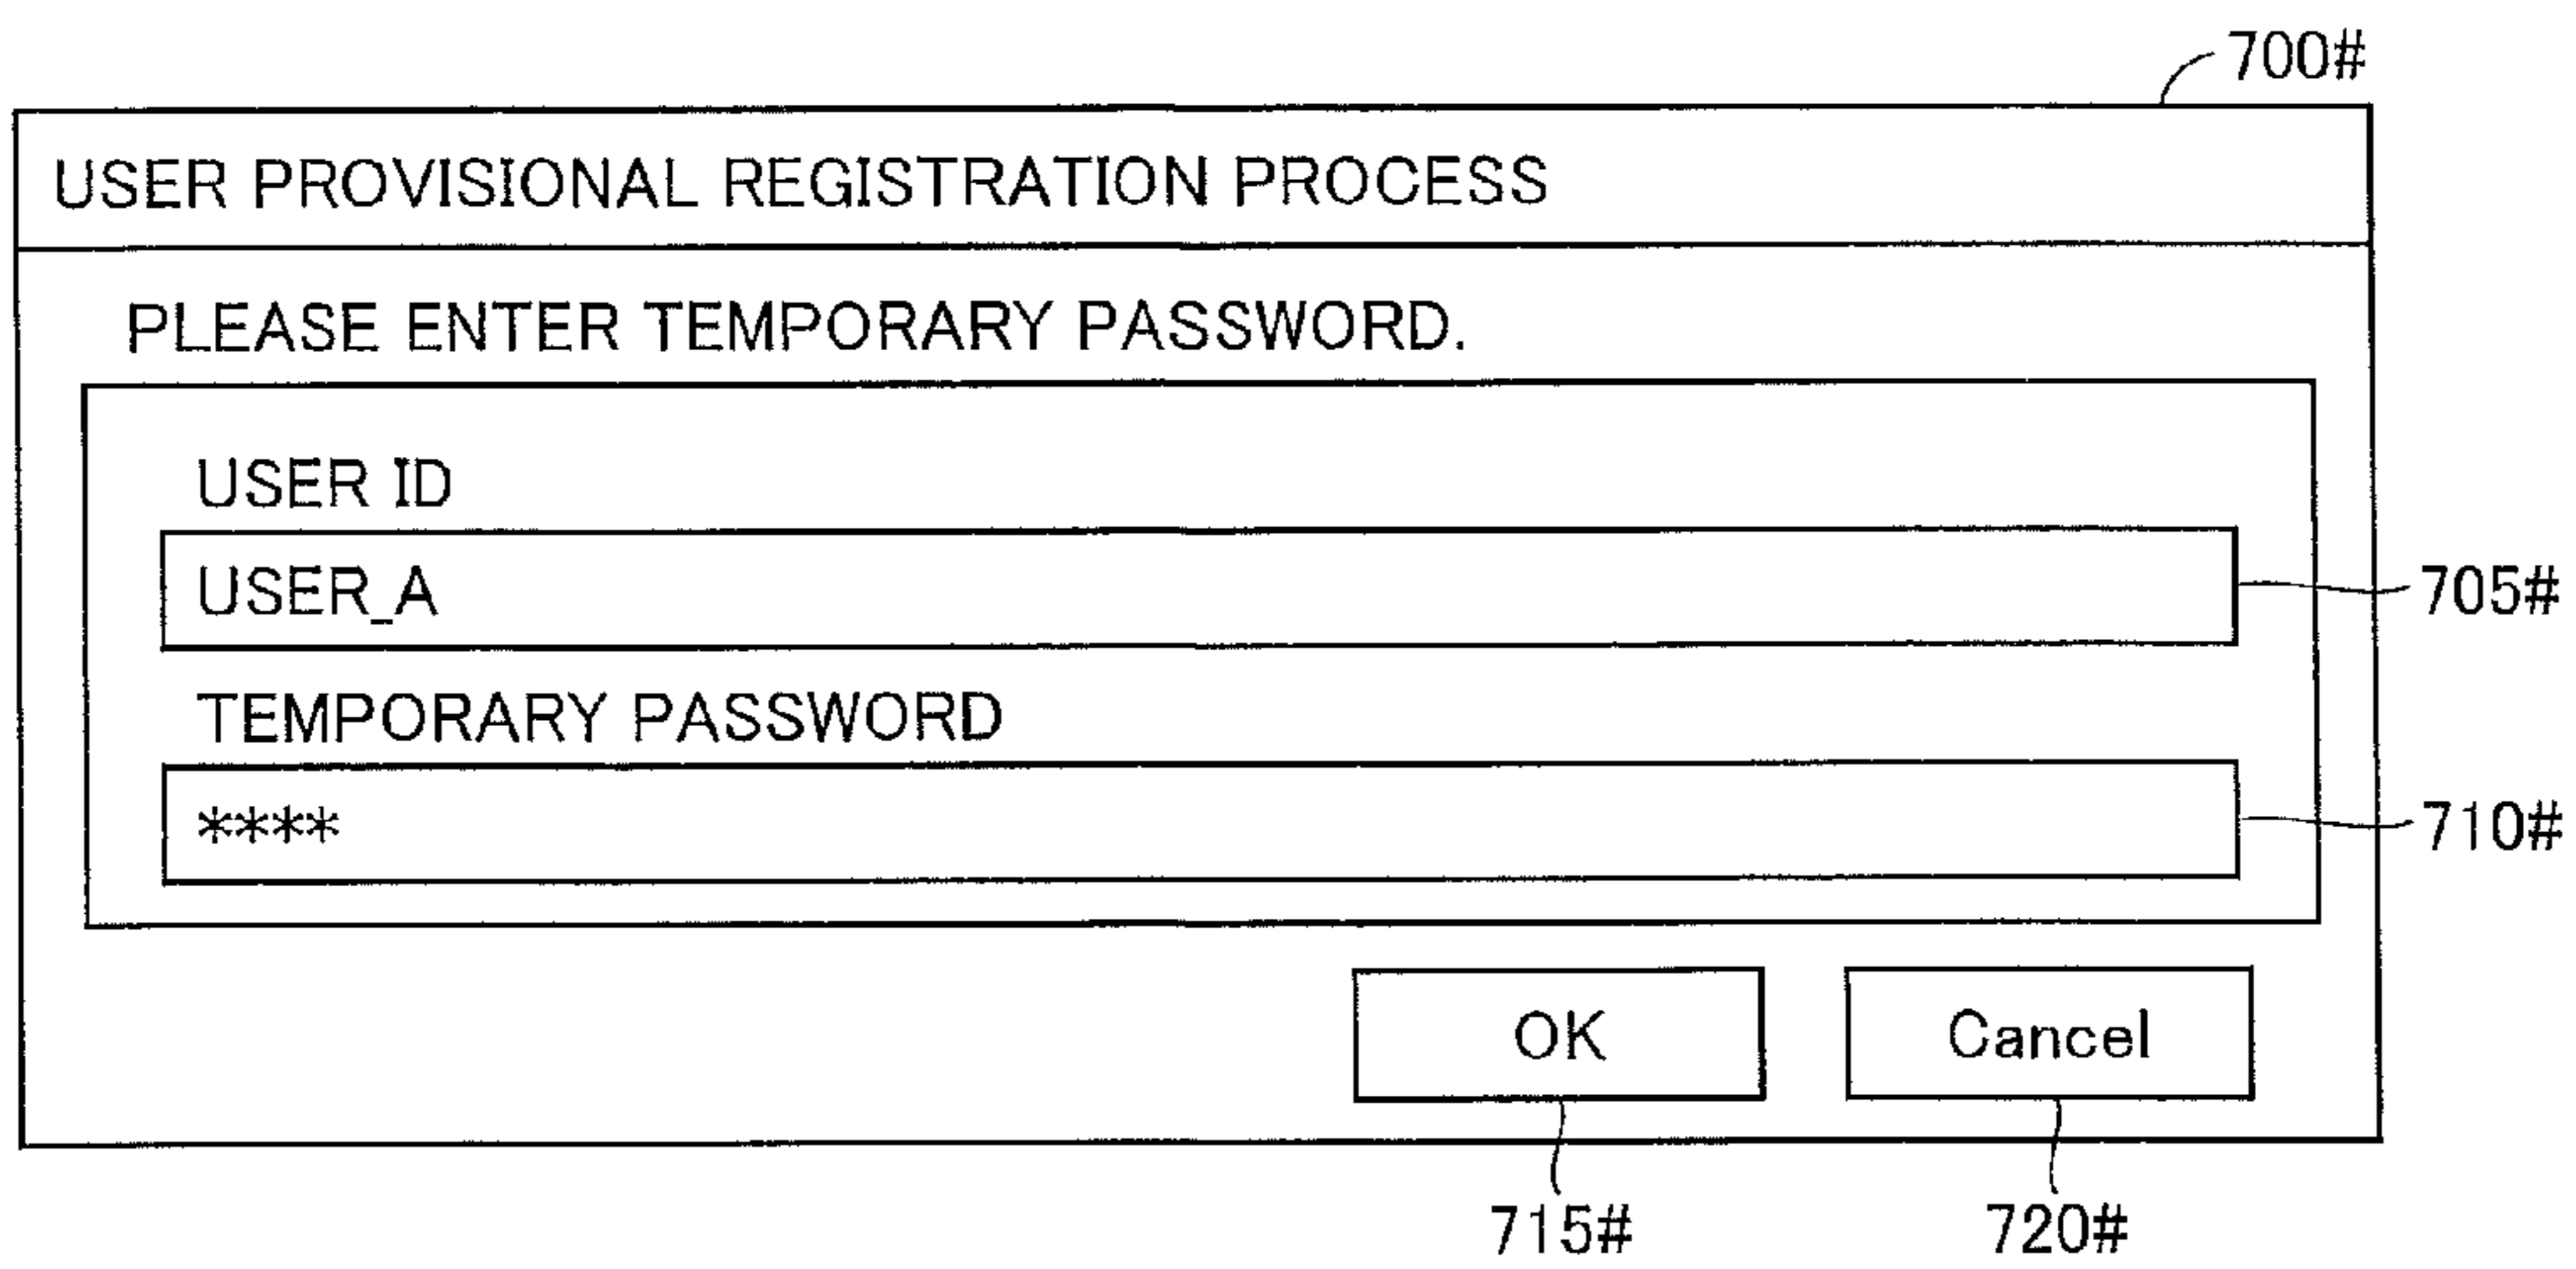 700#
USER PROVISIONAL REGISTRATION PROCESS
PLEASE ENTER TEMPORARY PASSWORD.
USER ID
USER_A
705#
TEMPORARY PASSWORD
****
710#
OK
Cancel
715#
720#